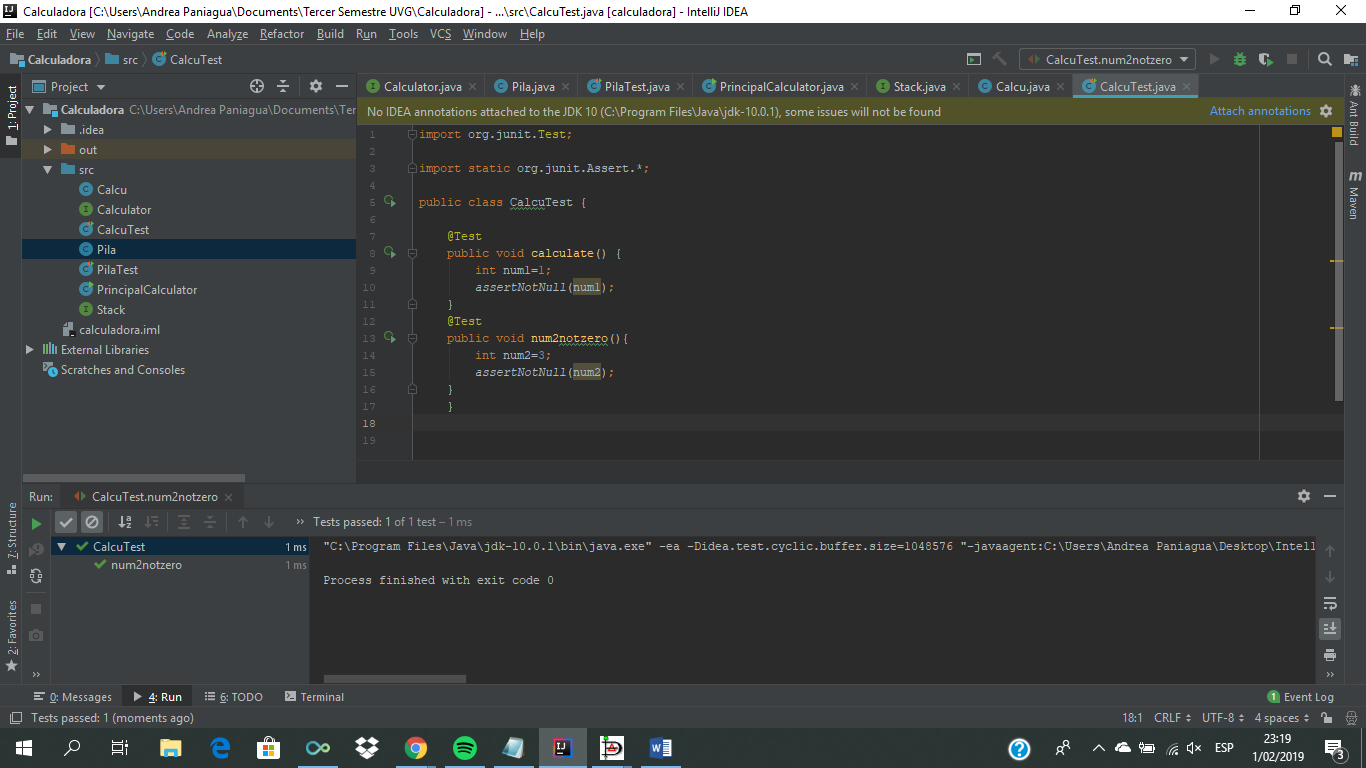 Calculadora [C:\Users\Andrea Paniagua\Documents\Tercer Semestre UVG\Calculadora] - ...\src\CalcuTest.java [calculadora] - IntelliJ IDEA
File Edit View Navigate Code Analyze Refactor Build Run Tools VCS Window Help
Calculadora src CalcuTest CalcuTest.num2notzero
Project
Calculator.java Pila.java PilaTest.java PrincipalCalculator.java Stack.java Calcu.java CalcuTest.java
1: Project
Calculadora C:\Users\Andrea Paniagua\Documents\Ter
.idea
out
src
Calcu
Calculator
CalcuTest
Pila
PilaTest
PrincipalCalculator
Stack
calculadora.iml
External Libraries
Scratches and Consoles
No IDEA annotations attached to the JDK 10 (C:\Program Files\Java\jdk-10.0.1), some issues will not be found Attach annotations
1 import org.junit.Test;
2
3 import static org.junit.Assert.*;
4
5 public class CalcuTest {
6
7 @Test
8 public void calculate() {
9 int num1=1;
10 assertNotNull(num1);
11 }
12 @Test
13 public void num2notzero(){
14 int num2=3;
15 assertNotNull(num2);
16 }
17 }
18
19
Ant Build
Maven
Run: CalcuTest.num2notzero
Tests passed: 1 of 1 test – 1 ms
CalcuTest 1 ms
num2notzero 1 ms
"C:\Program Files\Java\jdk-10.0.1\bin\java.exe" -ea -Didea.test.cyclic.buffer.size=1048576 "-javaagent:C:\Users\Andrea Paniagua\Desktop\Intell
Process finished with exit code 0
7: Structure
2: Favorites
0: Messages 4: Run 6: TODO Terminal 1 Event Log
Tests passed: 1 (moments ago) 18:1 CRLF UTF-8 4 spaces
ESP
23:19
1/02/2019
3